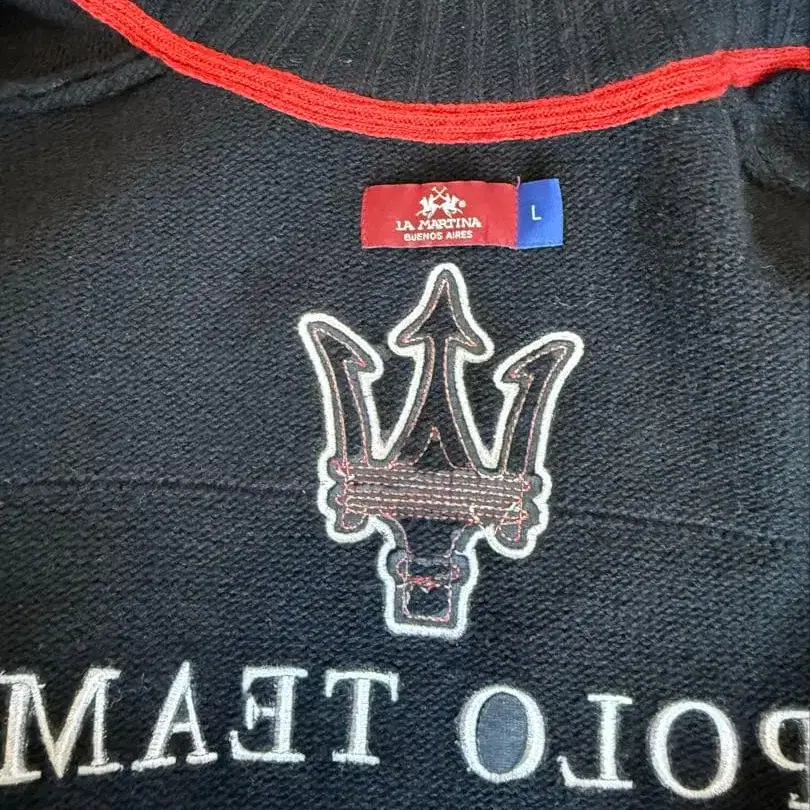 LA MARTINA®
BUENOS AIRES
L
POLO TEAM